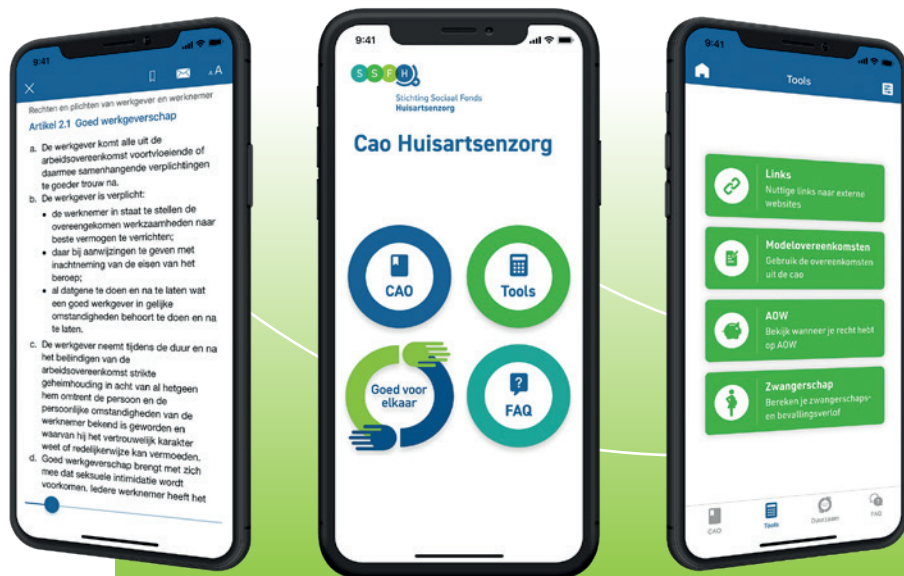 9:41
AA
Rechten en plichten van werkgever en werknemer
Artikel 2.1 Goed werkgeverschap
a. De werkgever komt alle uit de
arbeidsovereenkomst voortvloeiende of
daarmee samenhangende verplichtingen
te goeder trouw na.
b. De werkgever is verplicht:
• de werknemer in staat te stellen de
overeengekomen werkzaamheden naar
beste vermogen te verrichten;
• daar bij aanwijzingen te geven met
inachtneming van de eisen van het
beroep;
• al datgene te doen en na te laten wat
een goed werkgever in gelijke
omstandigheden behoort te doen en na
te laten.
c. De werkgever neemt tijdens de duur en na
het beëindigen van de
arbeidsovereenkomst strikte
geheimhouding in acht van al hetgeen
hem omtrent de persoon en de
persoonlijke omstandigheden van de
werknemer bekend is geworden en
waarvan hij het vertrouwelijk karakter
weet of redelijkerwijze kan vermoeden.
d. Goed werkgeverschap brengt met zich
mee dat seksuele intimidatie wordt
voorkomen. Iedere werknemer heeft het
9:41
SSFH
Stichting Sociaal Fonds
Huisartsenzorg
Cao Huisartsenzorg
CAO
Tools
Goed voor
elkaar
FAQ
9:41
Tools
Links
Nuttige links naar externe
websites
Modelovereenkomsten
Gebruik de overeenkomsten
uit de cao
AOW
Bekijk wanneer je recht hebt
op AOW
Zwangerschap
Bereken je zwangerschaps-
en bevallingsverlof
CAO
Tools
Duurzaam
FAQ